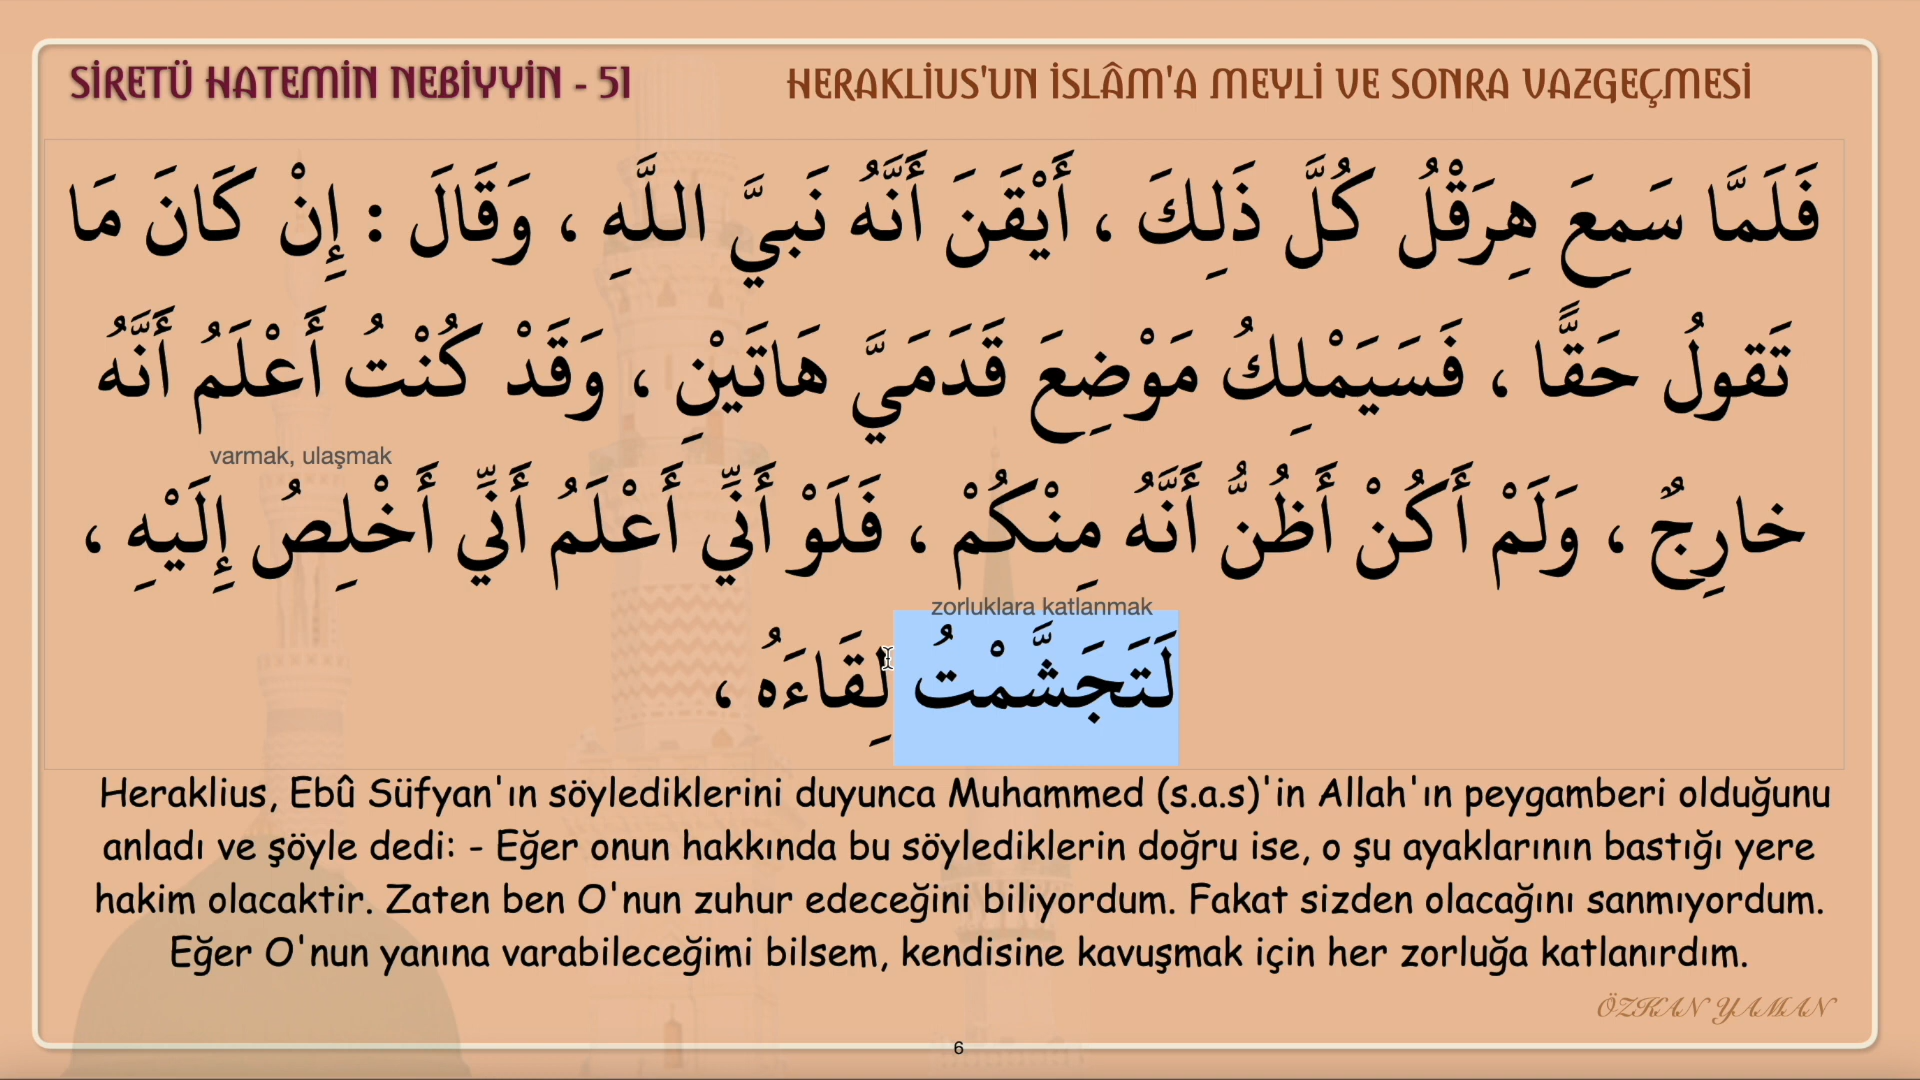 SİRETÜ HATEMİN NEBİYYİN - 51
HERAKLİUS'UN İSLÂM'A MEYLİ VE SONRA VAZGEÇMESİ
فَلَمَّا سَمِعَ هِرَقْلُ كُلَّ ذَلِكَ ، أَيْقَنَ أَنَّهُ نَبيَّ اللَّهِ ، وَقَالَ : إِنْ كَانَ مَا
تَقولُ حَقًّا ، فَسَيَمْلِكُ مَوْضِعَ قَدَمَيَّ هَاتَيْنِ ، وَقَدْ كُنْتُ أَعْلَمُ أَنَّهُ
varmak, ulaşmak
خارِجٌ ، وَلَمْ أَكُنْ أَظُنُّ أَنَّهُ مِنْكُمْ ، فَلَوْ أَنِّي أَعْلَمُ أَنِّي أَخْلِصُ إِلَيْهِ ،
zorluklara katlanmak
لَتَجَشَّمْتُ لِقَاءَهُ ،
Heraklius, Ebû Süfyan'ın söylediklerini duyunca Muhammed (s.a.s)'in Allah'ın peygamberi olduğunu
anladı ve şöyle dedi: - Eğer onun hakkında bu söylediklerin doğru ise, o şu ayaklarının bastığı yere
hakim olacaktir. Zaten ben O'nun zuhur edeceğini biliyordum. Fakat sizden olacağını sanmıyordum.
Eğer O'nun yanına varabileceğimi bilsem, kendisine kavuşmak için her zorluğa katlanırdım.
ÖZKAN YAMAN
6